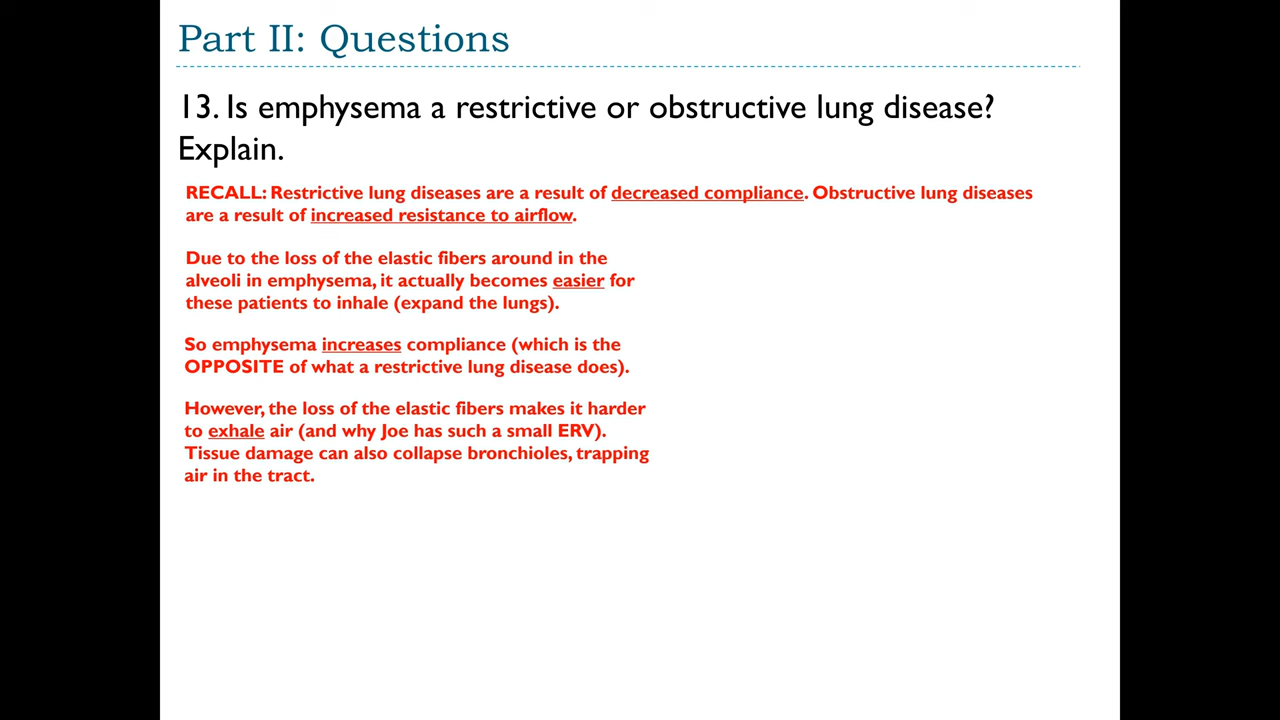 Part II: Questions
13. Is emphysema a restrictive or obstructive lung disease?
Explain.
RECALL: Restrictive lung diseases are a result of decreased compliance. Obstructive lung diseases
are a result of increased resistance to airflow.
Due to the loss of the elastic fibers around in the
alveoli in emphysema, it actually becomes easier for
these patients to inhale (expand the lungs).
So emphysema increases compliance (which is the
OPPOSITE of what a restrictive lung disease does).
However, the loss of the elastic fibers makes it harder
to exhale air (and why Joe has such a small ERV).
Tissue damage can also collapse bronchioles, trapping
air in the tract.